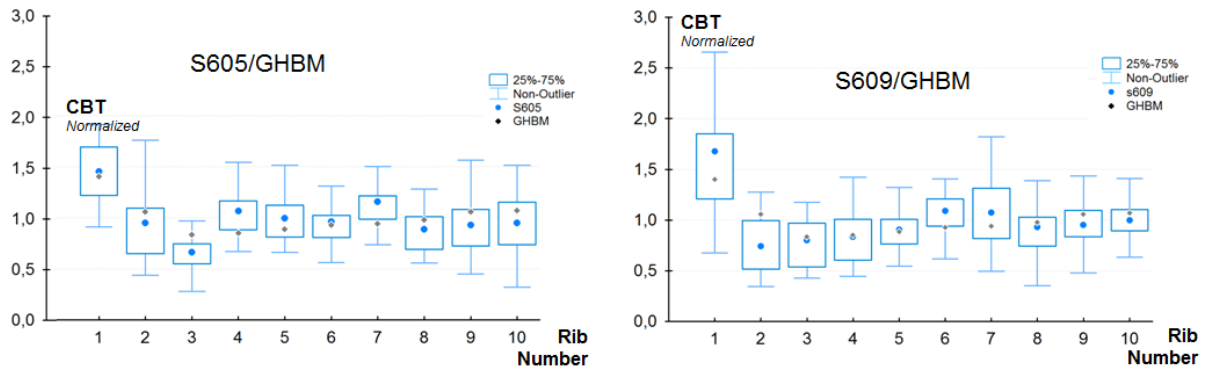 3,0
2,5
2,0
1,5
1,0
0,5
0,0
S605/GHBM
CBT
Normalized
25%-75%
Non-Outlier
S605
GHBM
1 2 3 4 5 6 7 8 9 10
Rib
Number
3,0
2,5
2,0
1,5
1,0
0,5
0,0
CBT
Normalized
S609/GHBM
25%-75%
Non-Outlier
s609
GHBM
1 2 3 4 5 6 7 8 9 10
Rib
Number